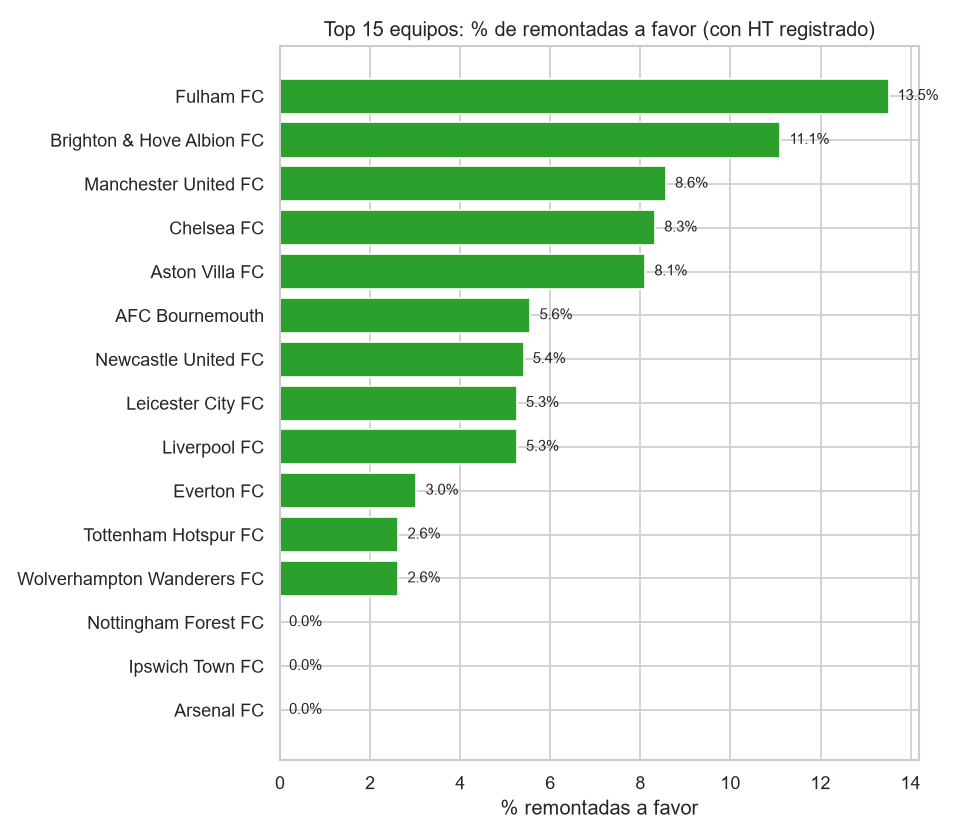 Top 15 equipos: % de remontadas a favor (con HT registrado)
Fulham FC 13.5%
Brighton & Hove Albion FC 11.1%
Manchester United FC 8.6%
Chelsea FC 8.3%
Aston Villa FC 8.1%
AFC Bournemouth 5.6%
Newcastle United FC 5.4%
Leicester City FC 5.3%
Liverpool FC 5.3%
Everton FC 3.0%
Tottenham Hotspur FC 2.6%
Wolverhampton Wanderers FC 2.6%
Nottingham Forest FC 0.0%
Ipswich Town FC 0.0%
Arsenal FC 0.0%
0 2 4 6 8 10 12 14
% remontadas a favor